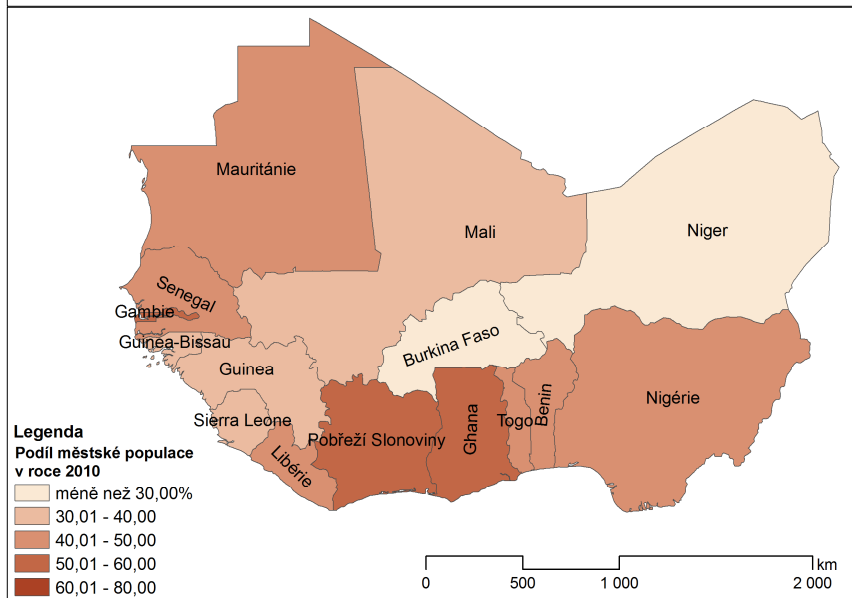 Mauritánie
Mali
Niger
Senegal
Gambie
Guinea-Bissau
Guinea
Burkina Faso
Sierra Leone
Libérie
Pobřeží Slonoviny
Ghana
Togo
Benin
Nigérie
Legenda
Podíl městské populace
v roce 2010
méně než 30,00%
30,01 - 40,00
40,01 - 50,00
50,01 - 60,00
60,01 - 80,00
km
0 500 1 000 2 000